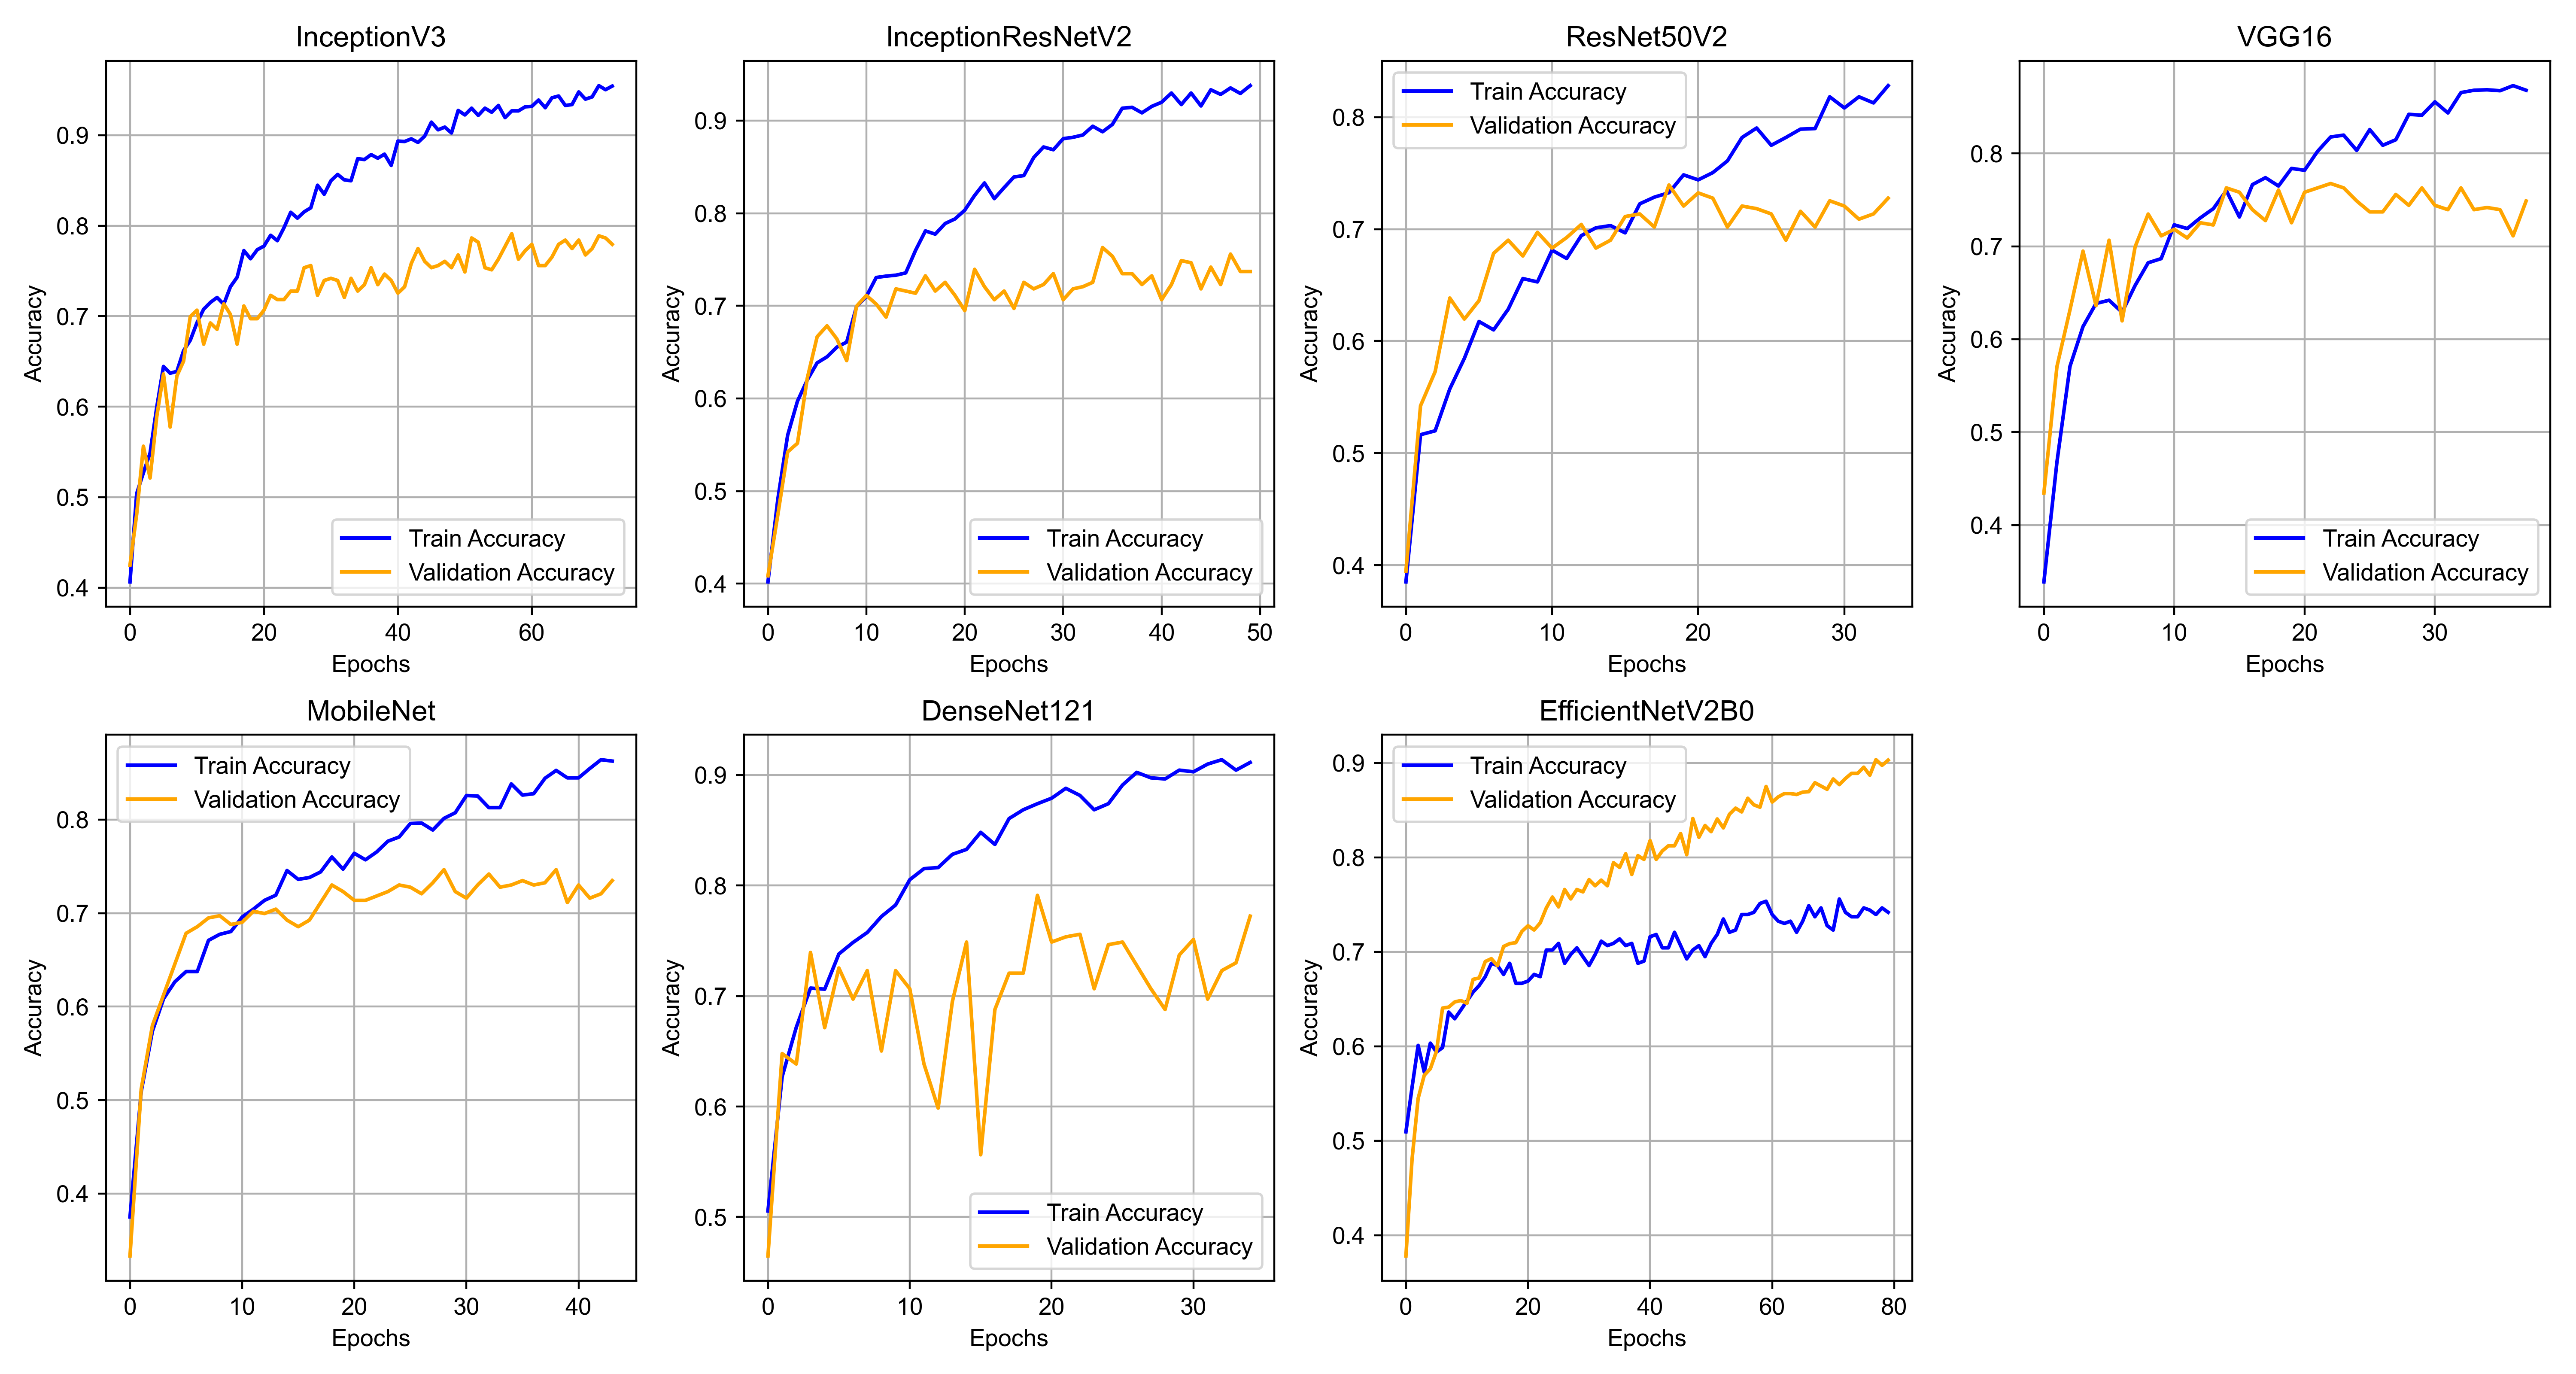 InceptionV3
Accuracy
0.9
0.8
0.7
0.6
0.5
0.4
Train Accuracy
Validation Accuracy
0 20 40 60
Epochs
InceptionResNetV2
Accuracy
0.9
0.8
0.7
0.6
0.5
0.4
Train Accuracy
Validation Accuracy
0 10 20 30 40 50
Epochs
ResNet50V2
Train Accuracy
Validation Accuracy
Accuracy
0.8
0.7
0.6
0.5
0.4
0 10 20 30
Epochs
VGG16
Accuracy
0.8
0.7
0.6
0.5
0.4
Train Accuracy
Validation Accuracy
0 10 20 30
Epochs
MobileNet
Train Accuracy
Validation Accuracy
Accuracy
0.8
0.7
0.6
0.5
0.4
0 10 20 30 40
Epochs
DenseNet121
Accuracy
0.9
0.8
0.7
0.6
0.5
Train Accuracy
Validation Accuracy
0 10 20 30
Epochs
EfficientNetV2B0
Train Accuracy
Validation Accuracy
Accuracy
0.9
0.8
0.7
0.6
0.5
0.4
0 20 40 60 80
Epochs